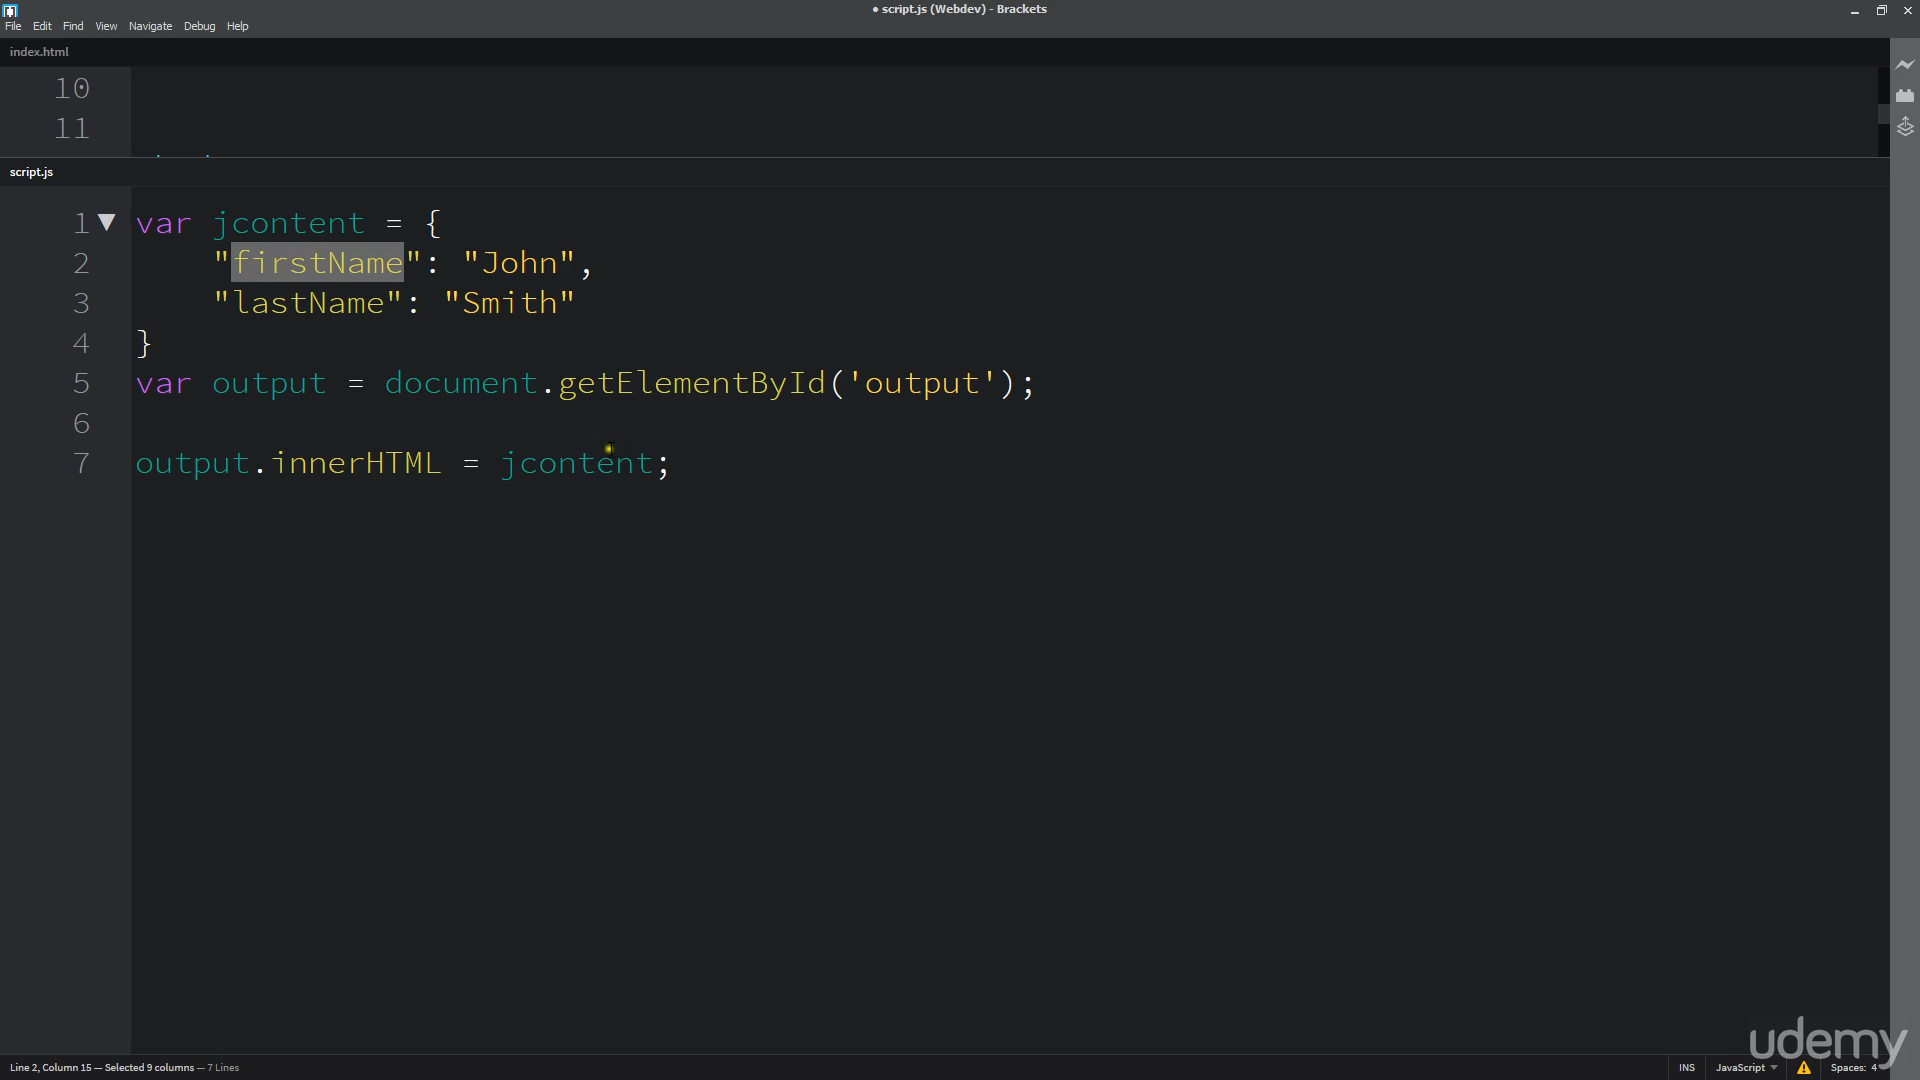 • script.js (Webdev) - Brackets
File Edit Find View Navigate Debug Help
index.html
10
11
script.js
1 var jcontent = {
2 "firstName": "John",
3 "lastName": "Smith"
4 }
5 var output = document.getElementById('output');
6
7 output.innerHTML = jcontent;
udemy
Line 2, Column 15 — Selected 9 columns — 7 Lines INS JavaScript Spaces: 4